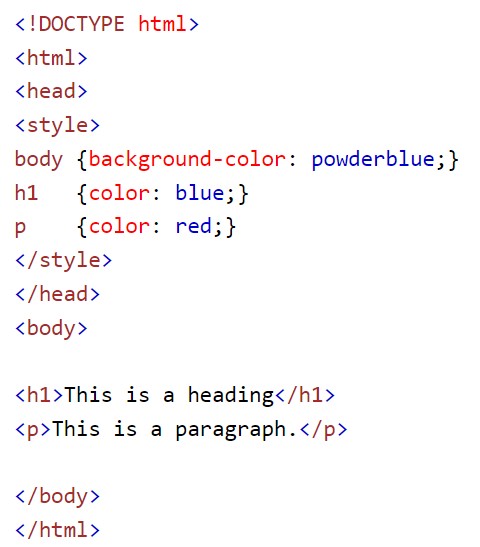 <!DOCTYPE html>
<html>
<head>
<style>
body {background-color: powderblue;}
h1   {color: blue;}
p    {color: red;}
</style>
</head>
<body>

<h1>This is a heading</h1>
<p>This is a paragraph.</p>

</body>
</html>